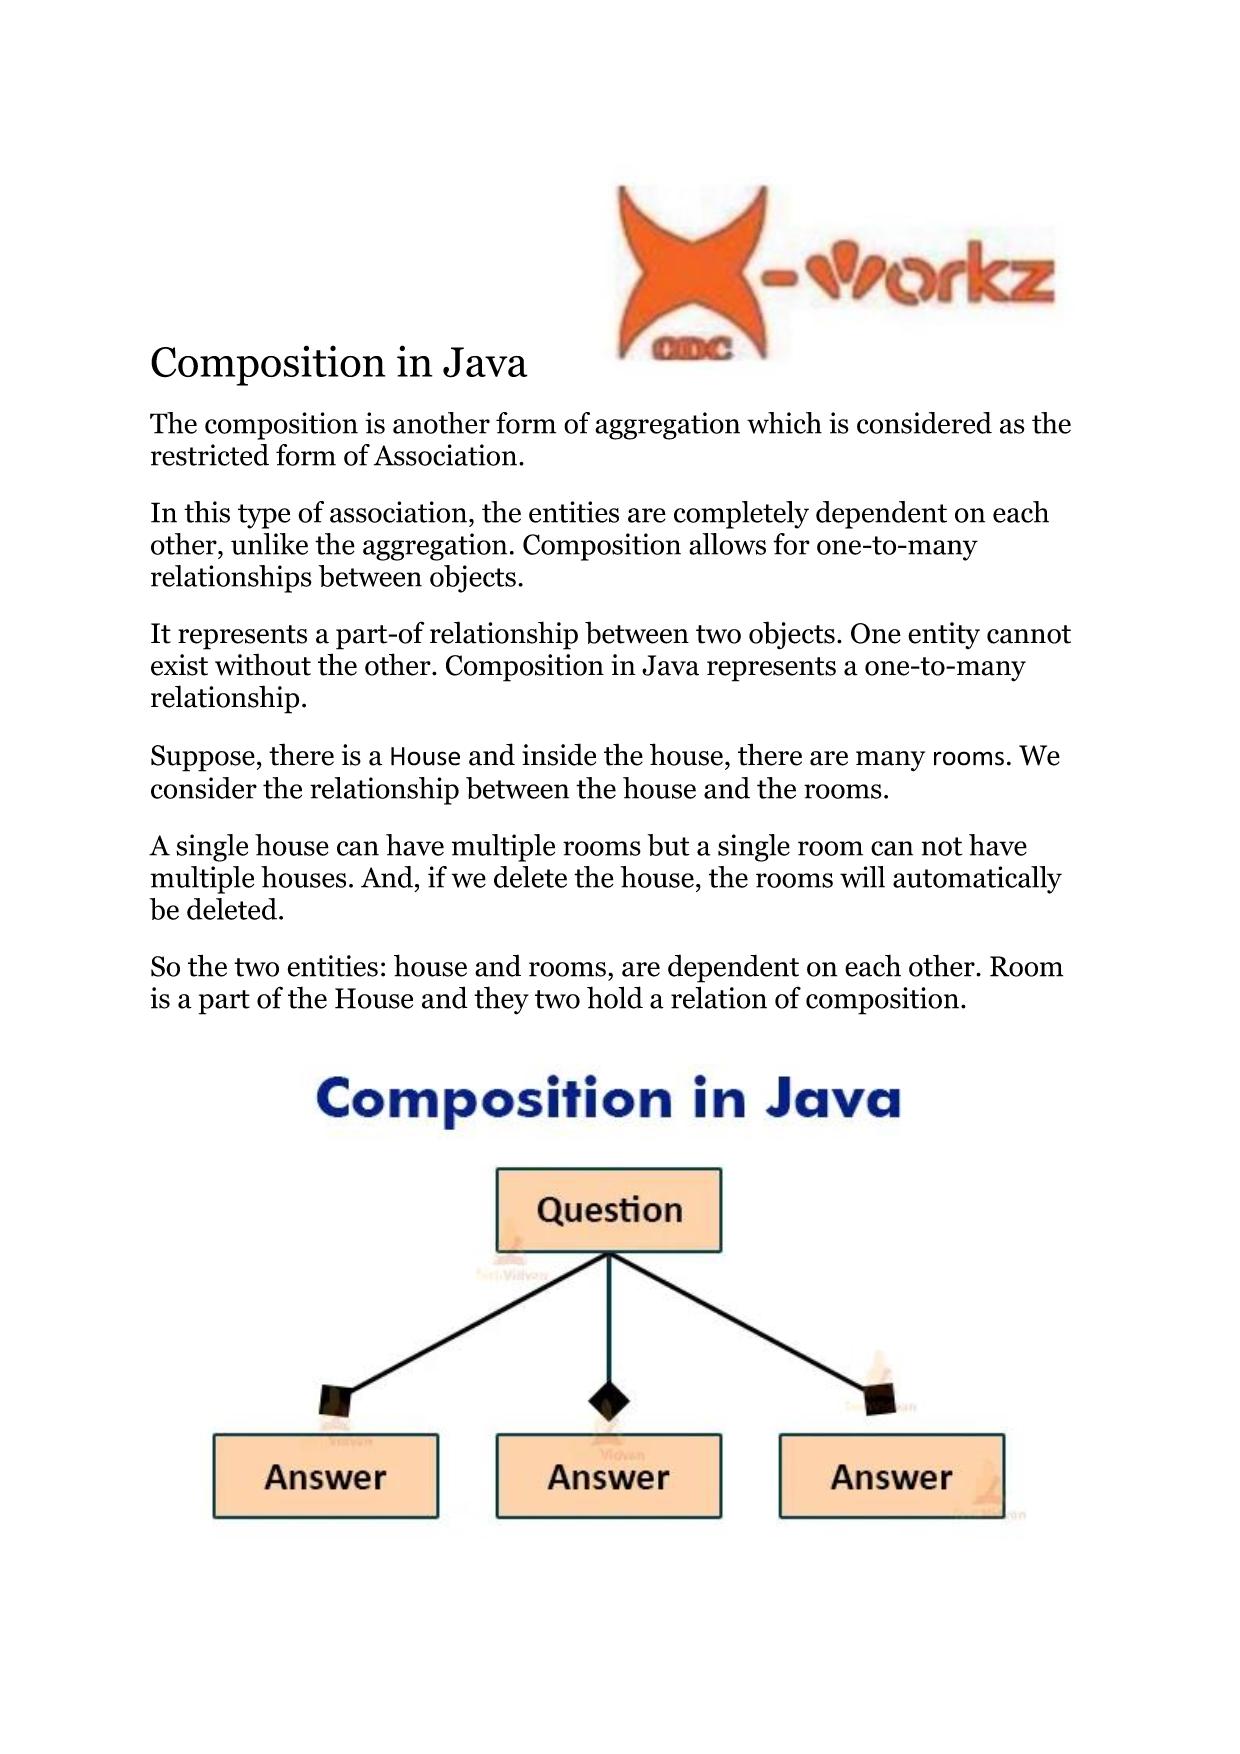 X-Workz
CDC
Composition in Java
The composition is another form of aggregation which is considered as the
restricted form of Association.
In this type of association, the entities are completely dependent on each
other, unlike the aggregation. Composition allows for one-to-many
relationships between objects.
It represents a part-of relationship between two objects. One entity cannot
exist without the other. Composition in Java represents a one-to-many
relationship.
Suppose, there is a House and inside the house, there are many rooms. We
consider the relationship between the house and the rooms.
A single house can have multiple rooms but a single room can not have
multiple houses. And, if we delete the house, the rooms will automatically
be deleted.
So the two entities: house and rooms, are dependent on each other. Room
is a part of the House and they two hold a relation of composition.
Composition in Java
Question
TechVidvan
TechVidvan
Vidvan
Vidvan
Answer Answer Answer